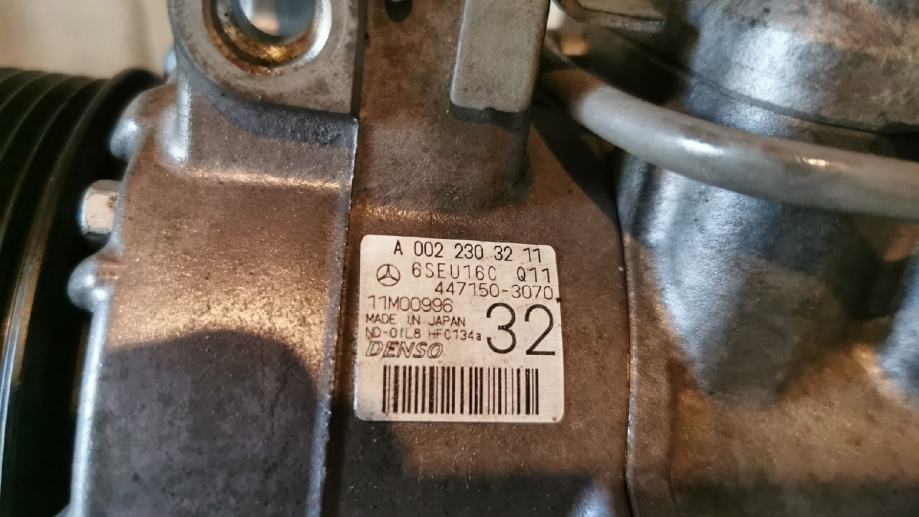 A 002 230 32 11
6SEU16C Q11
447150-3070
11M00996
MADE IN JAPAN
32
ND-OIL8 HFC134a
DENSO